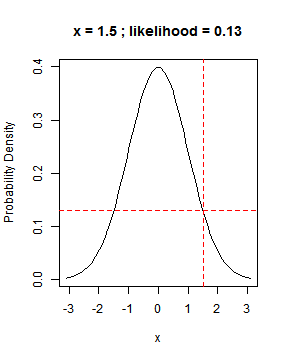 x = 1.5 ; likelihood = 0.13
Probability Density
0.4
0.3
0.2
0.1
0.0
-3 -2 -1 0 1 2 3
x